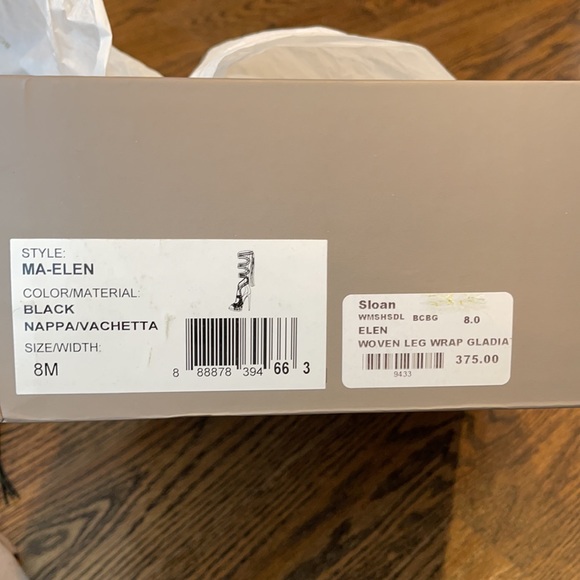 STYLE:
MA-ELEN
COLOR/MATERIAL:
BLACK
NAPPA/VACHETTA
SIZE/WIDTH:
8M
8 88878 394 66 3
Sloan
WMSHSDL BCBG 8.0
ELEN
WOVEN LEG WRAP GLADIA
375.00
9433